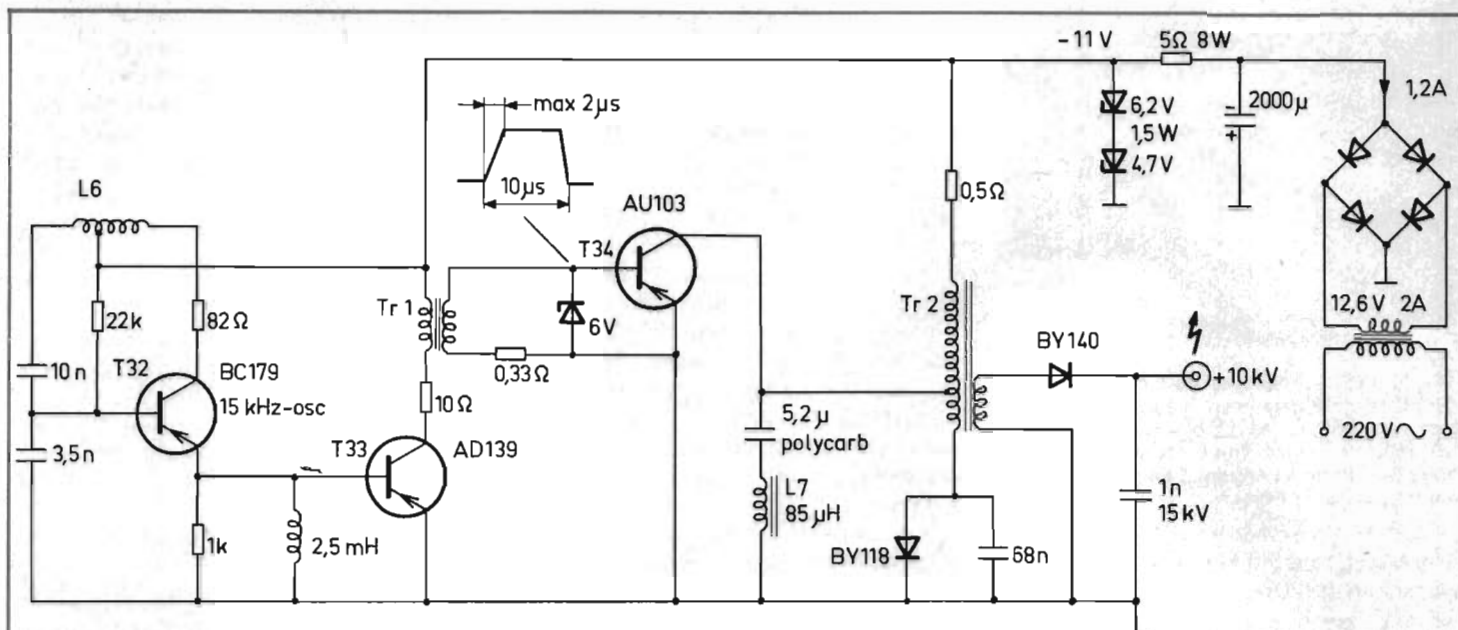 -11 V
5Ω 8W
1,2A
max 2µs
6,2 V
1,5W
4,7V
2000µ
-
+
10µs
L6
0,5Ω
AU103
T34
22k
82Ω
Tr 1
6V
Tr 2
12,6 V 2A
BY140
0,33Ω
10 n
T32
BC179
15 kHz-osc
+10kV
10Ω
5,2 µ
polycarb
220V~
3,5n
T33
AD139
L7
85µH
1n
15kV
1k
2,5 mH
BY118
68n